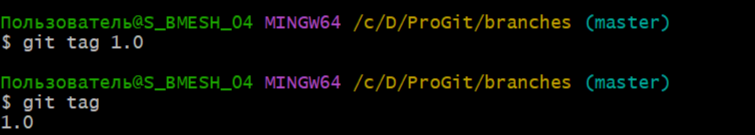 Пользователь@S_BMESH_04 MINGW64 /c/D/ProGit/branches (master)
$ git tag 1.0
Пользователь@S_BMESH_04 MINGW64 /c/D/ProGit/branches (master)
$ git tag
1.0